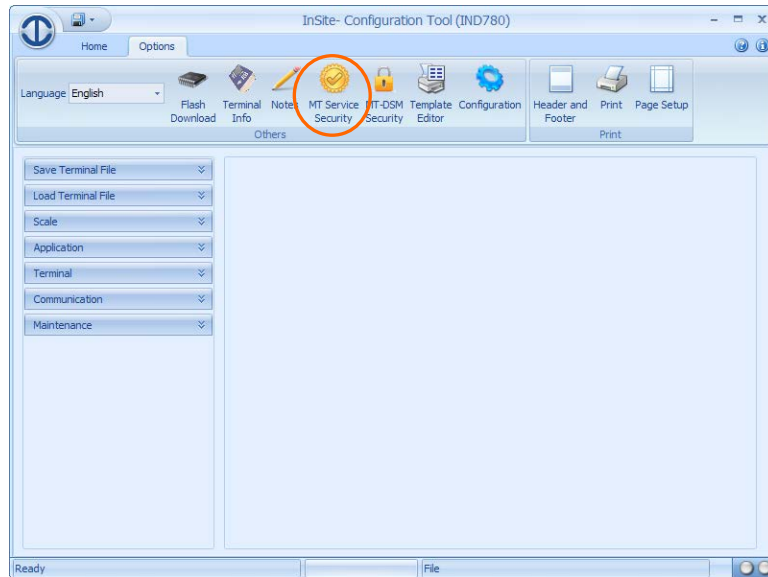 InSite- Configuration Tool (IND780)
Home Options
Language English
Flash Download
Terminal Info
Notes
MT Service Security
MT-DSM Security
Template Editor
Configuration
Others
Header and Footer
Print
Page Setup
Print
Save Terminal File
Load Terminal File
Scale
Application
Terminal
Communication
Maintenance
Ready
File